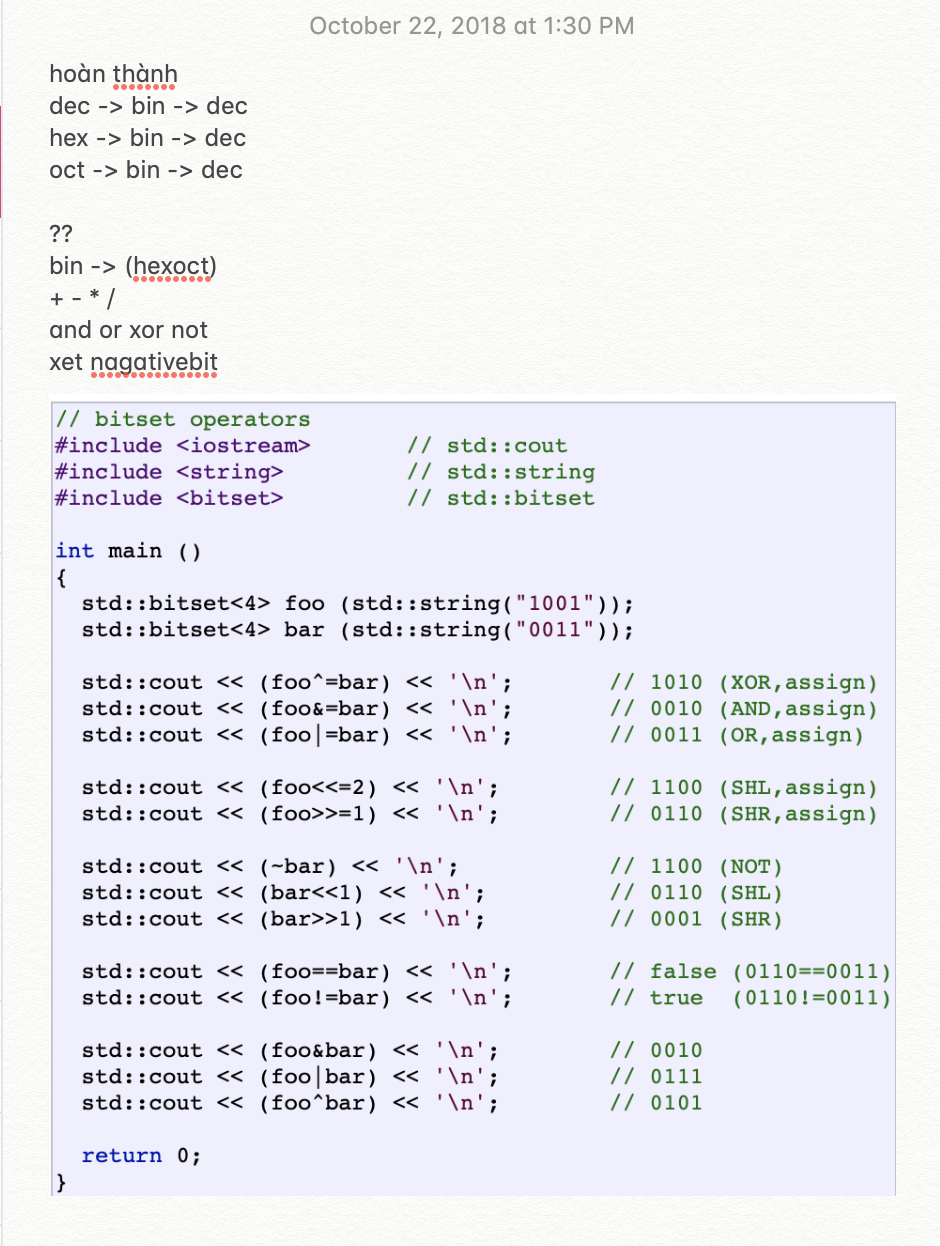 October 22, 2018 at 1:30 PM
hoàn thành
dec -> bin -> dec
hex -> bin -> dec
oct -> bin -> dec
??
bin -> (hexoct)
+ - * /
and or xor not
xet nagativebit
// bitset operators
#include <iostream>       // std::cout
#include <string>         // std::string
#include <bitset>         // std::bitset
int main ()
{
  std::bitset<4> foo (std::string("1001"));
  std::bitset<4> bar (std::string("0011"));
  std::cout << (foo^=bar) << '\n';       // 1010 (XOR,assign)
  std::cout << (foo&=bar) << '\n';       // 0010 (AND,assign)
  std::cout << (foo|=bar) << '\n';       // 0011 (OR,assign)
  std::cout << (foo<<=2) << '\n';        // 1100 (SHL,assign)
  std::cout << (foo>>=1) << '\n';        // 0110 (SHR,assign)
  std::cout << (~bar) << '\n';           // 1100 (NOT)
  std::cout << (bar<<1) << '\n';         // 0110 (SHL)
  std::cout << (bar>>1) << '\n';         // 0001 (SHR)
  std::cout << (foo==bar) << '\n';       // false (0110==0011)
  std::cout << (foo!=bar) << '\n';       // true  (0110!=0011)
  std::cout << (foo&bar) << '\n';        // 0010
  std::cout << (foo|bar) << '\n';        // 0111
  std::cout << (foo^bar) << '\n';        // 0101
  return 0;
}